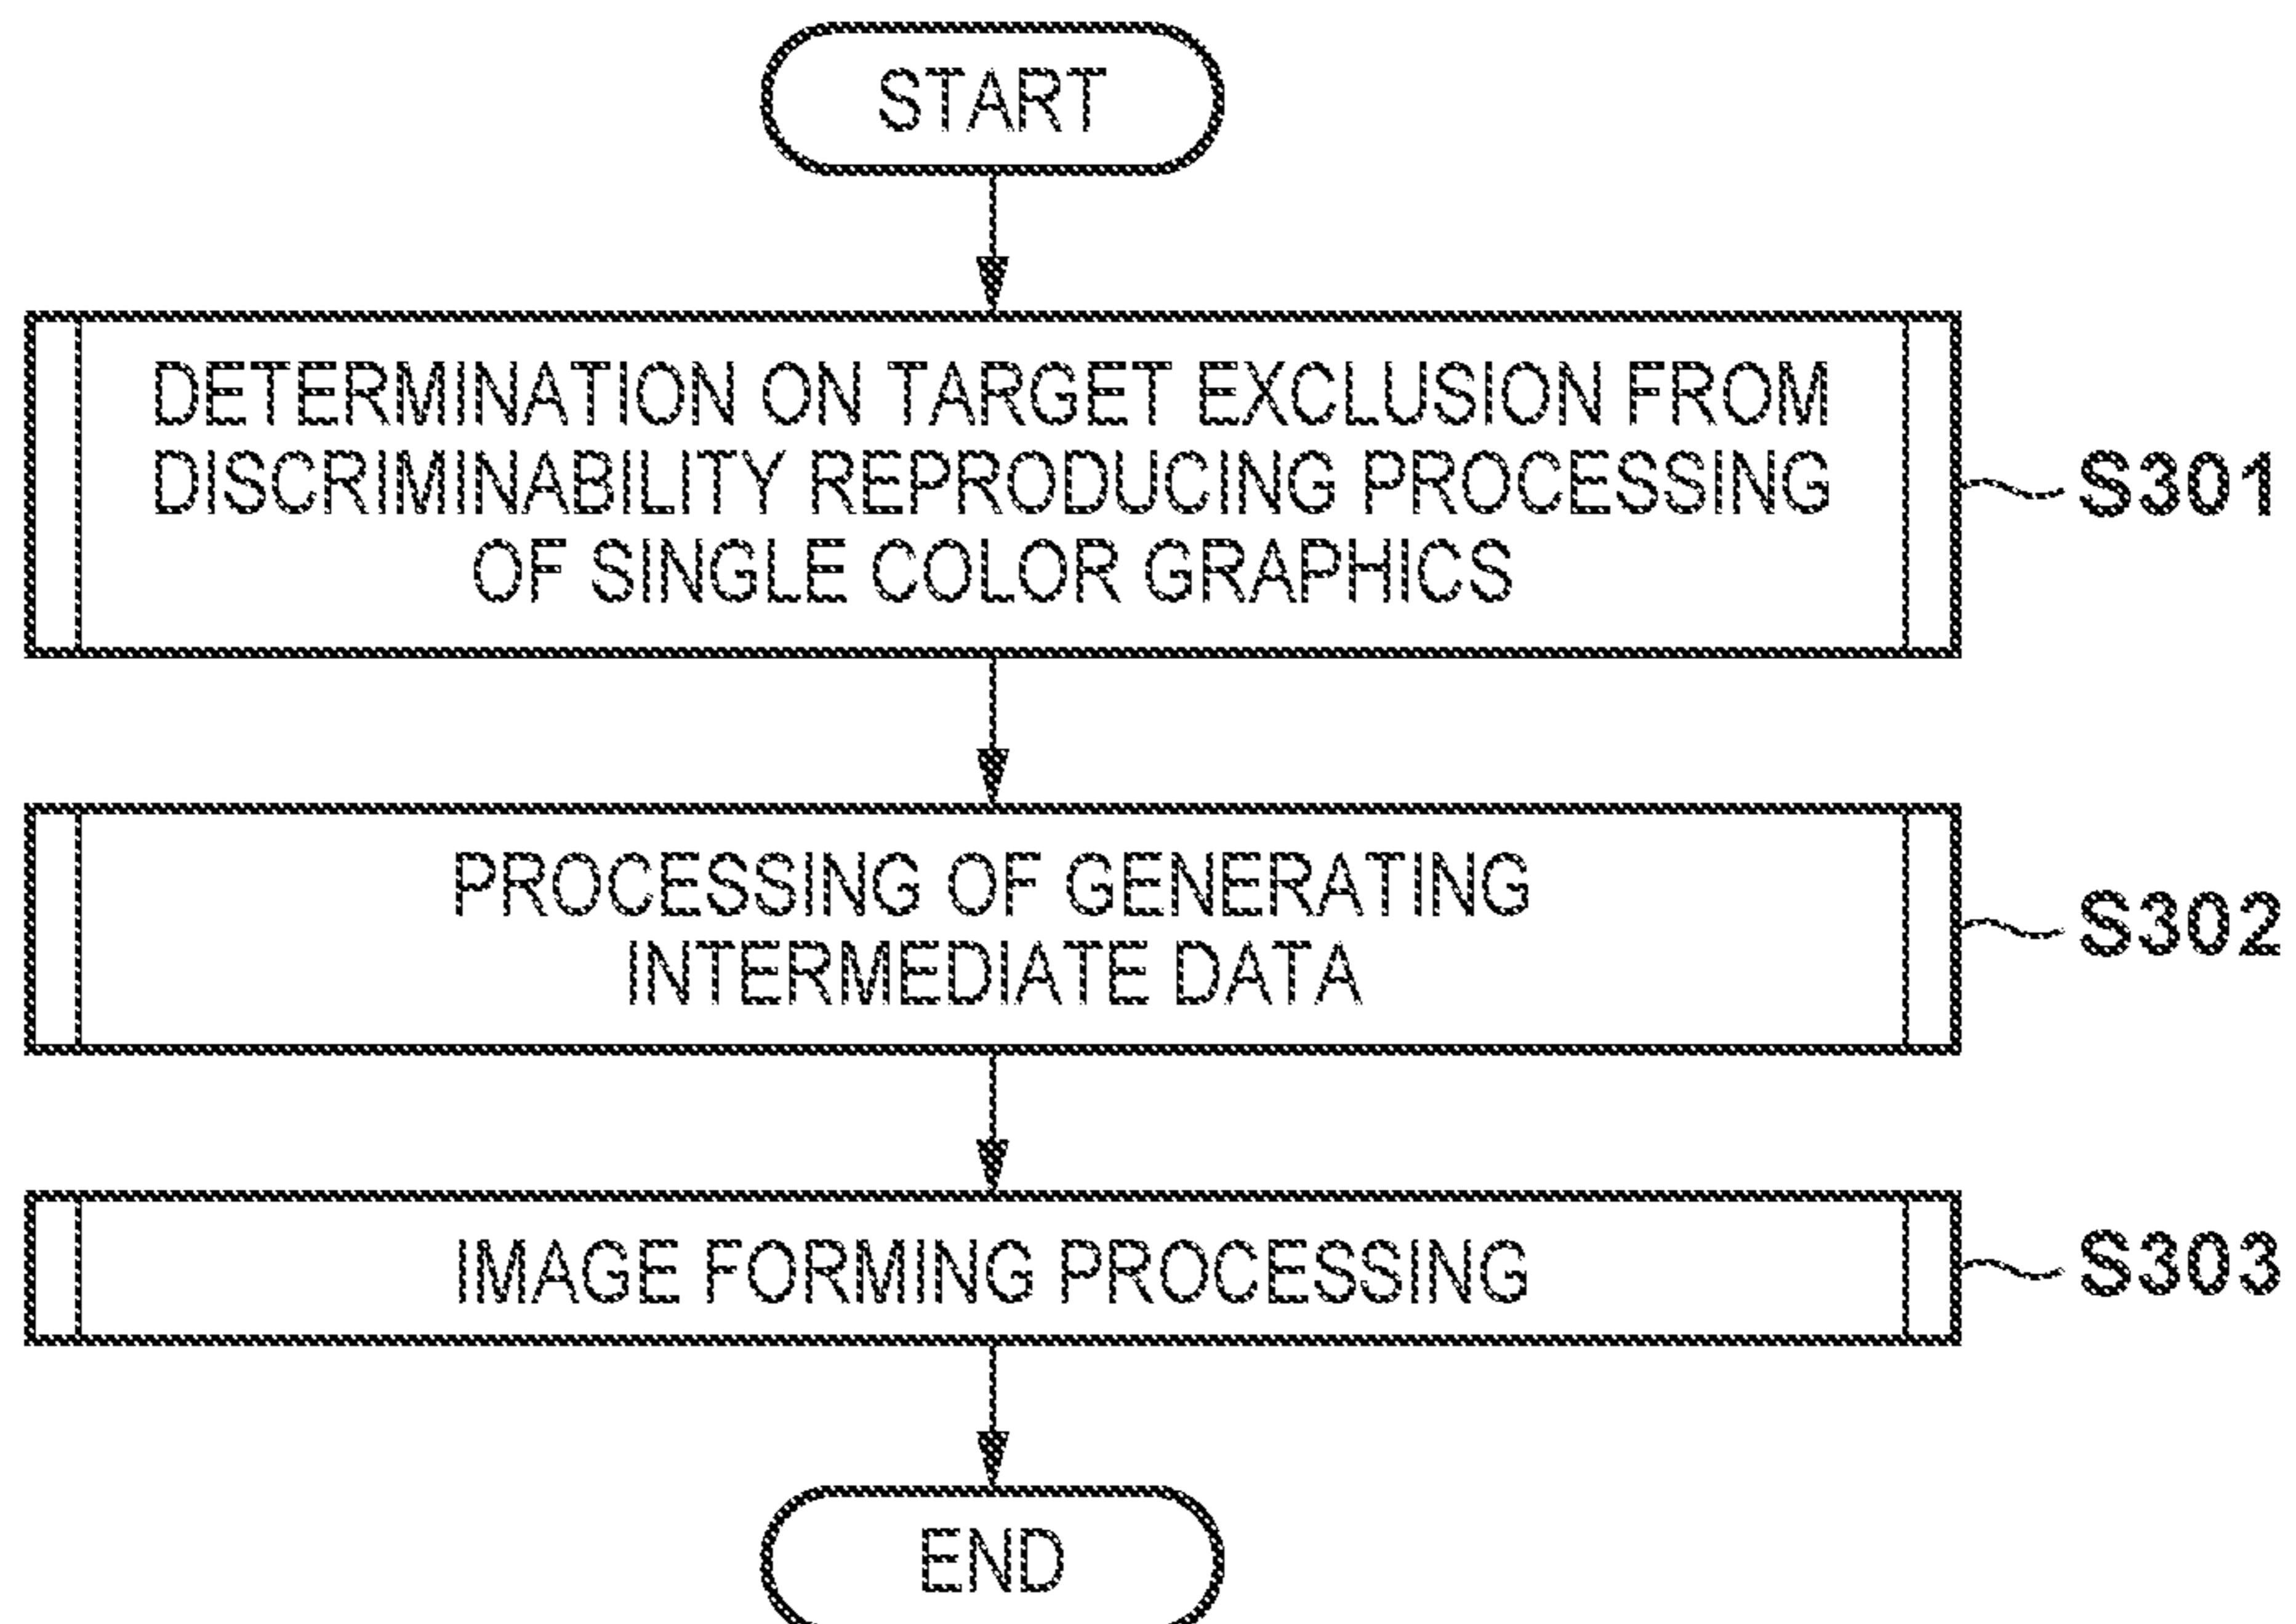 START
DETERMINATION ON TARGET EXCLUSION FROM
DISCRIMINABILITY REPRODUCING PROCESSING
OF SINGLE COLOR GRAPHICS
S301
PROCESSING OF GENERATING
INTERMEDIATE DATA
S302
IMAGE FORMING PROCESSING
S303
END